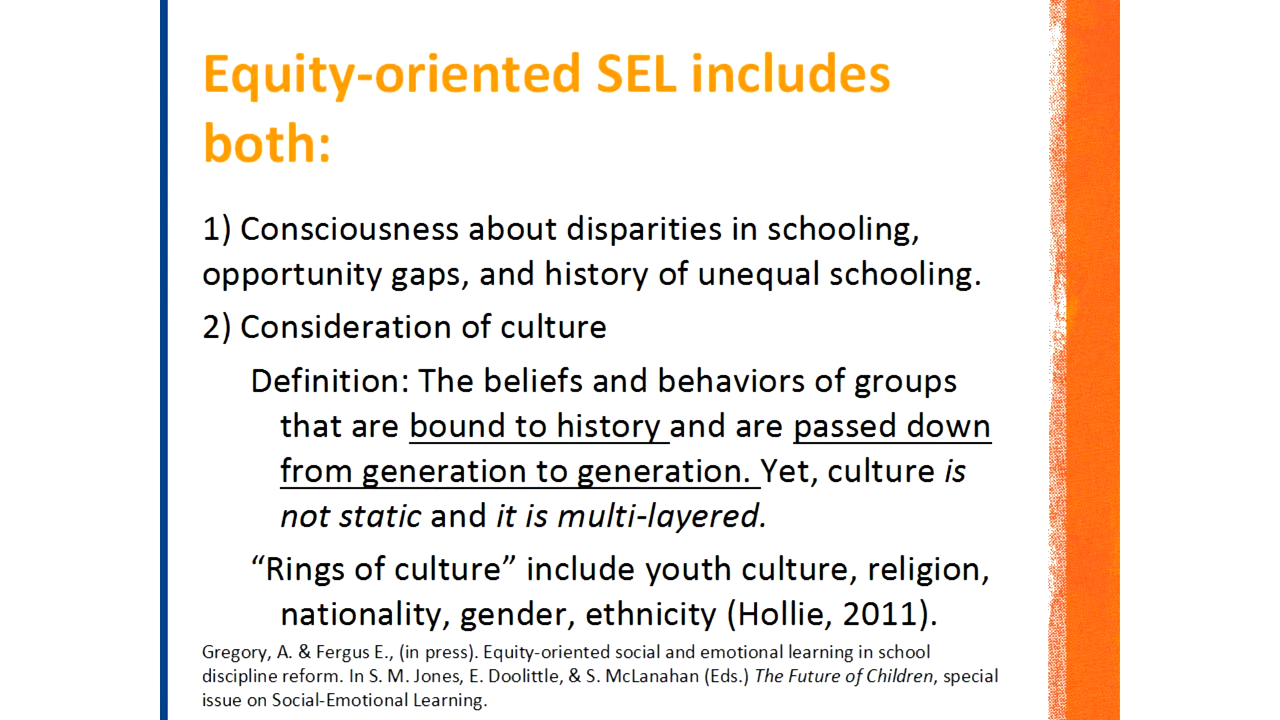 Equity-oriented SEL includes
both:
1) Consciousness about disparities in schooling,
opportunity gaps, and history of unequal schooling.
2) Consideration of culture
Definition: The beliefs and behaviors of groups
that are bound to history and are passed down
from generation to generation. Yet, culture is
not static and it is multi-layered.
“Rings of culture” include youth culture, religion,
nationality, gender, ethnicity (Hollie, 2011).
Gregory, A. & Fergus E., (in press). Equity-oriented social and emotional learning in school
discipline reform. In S. M. Jones, E. Doolittle, & S. McLanahan (Eds.) The Future of Children, special
issue on Social-Emotional Learning.